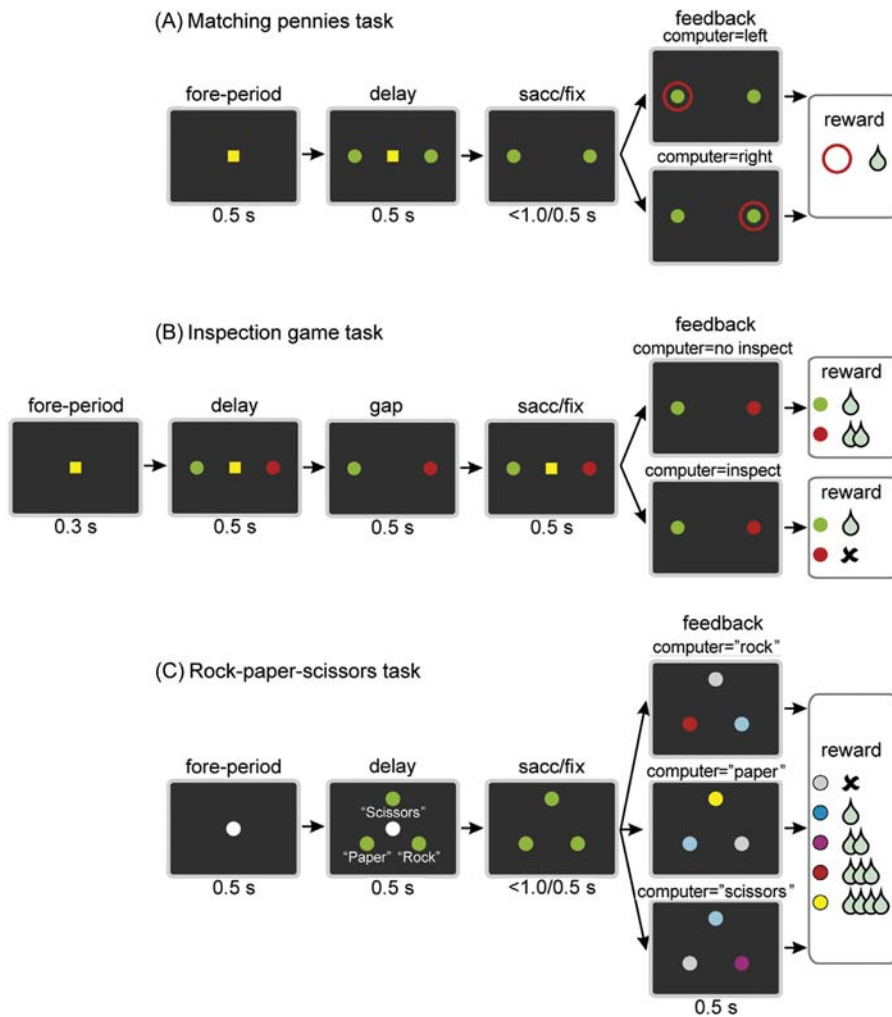 (A) Matching pennies task
feedback
computer=left
fore-period
delay
sacc/fix
reward
computer=right
0.5 s
0.5 s
<1.0/0.5 s
(B) Inspection game task
feedback
computer=no inspect
reward
fore-period
delay
gap
sacc/fix
computer=inspect
reward
0.3 s
0.5 s
0.5 s
0.5 s
feedback
(C) Rock-paper-scissors task
computer="rock"
fore-period
delay
sacc/fix
reward
computer="paper"
"Scissors"
"Paper" "Rock"
0.5 s
0.5 s
<1.0/0.5 s
computer="scissors"
0.5 s